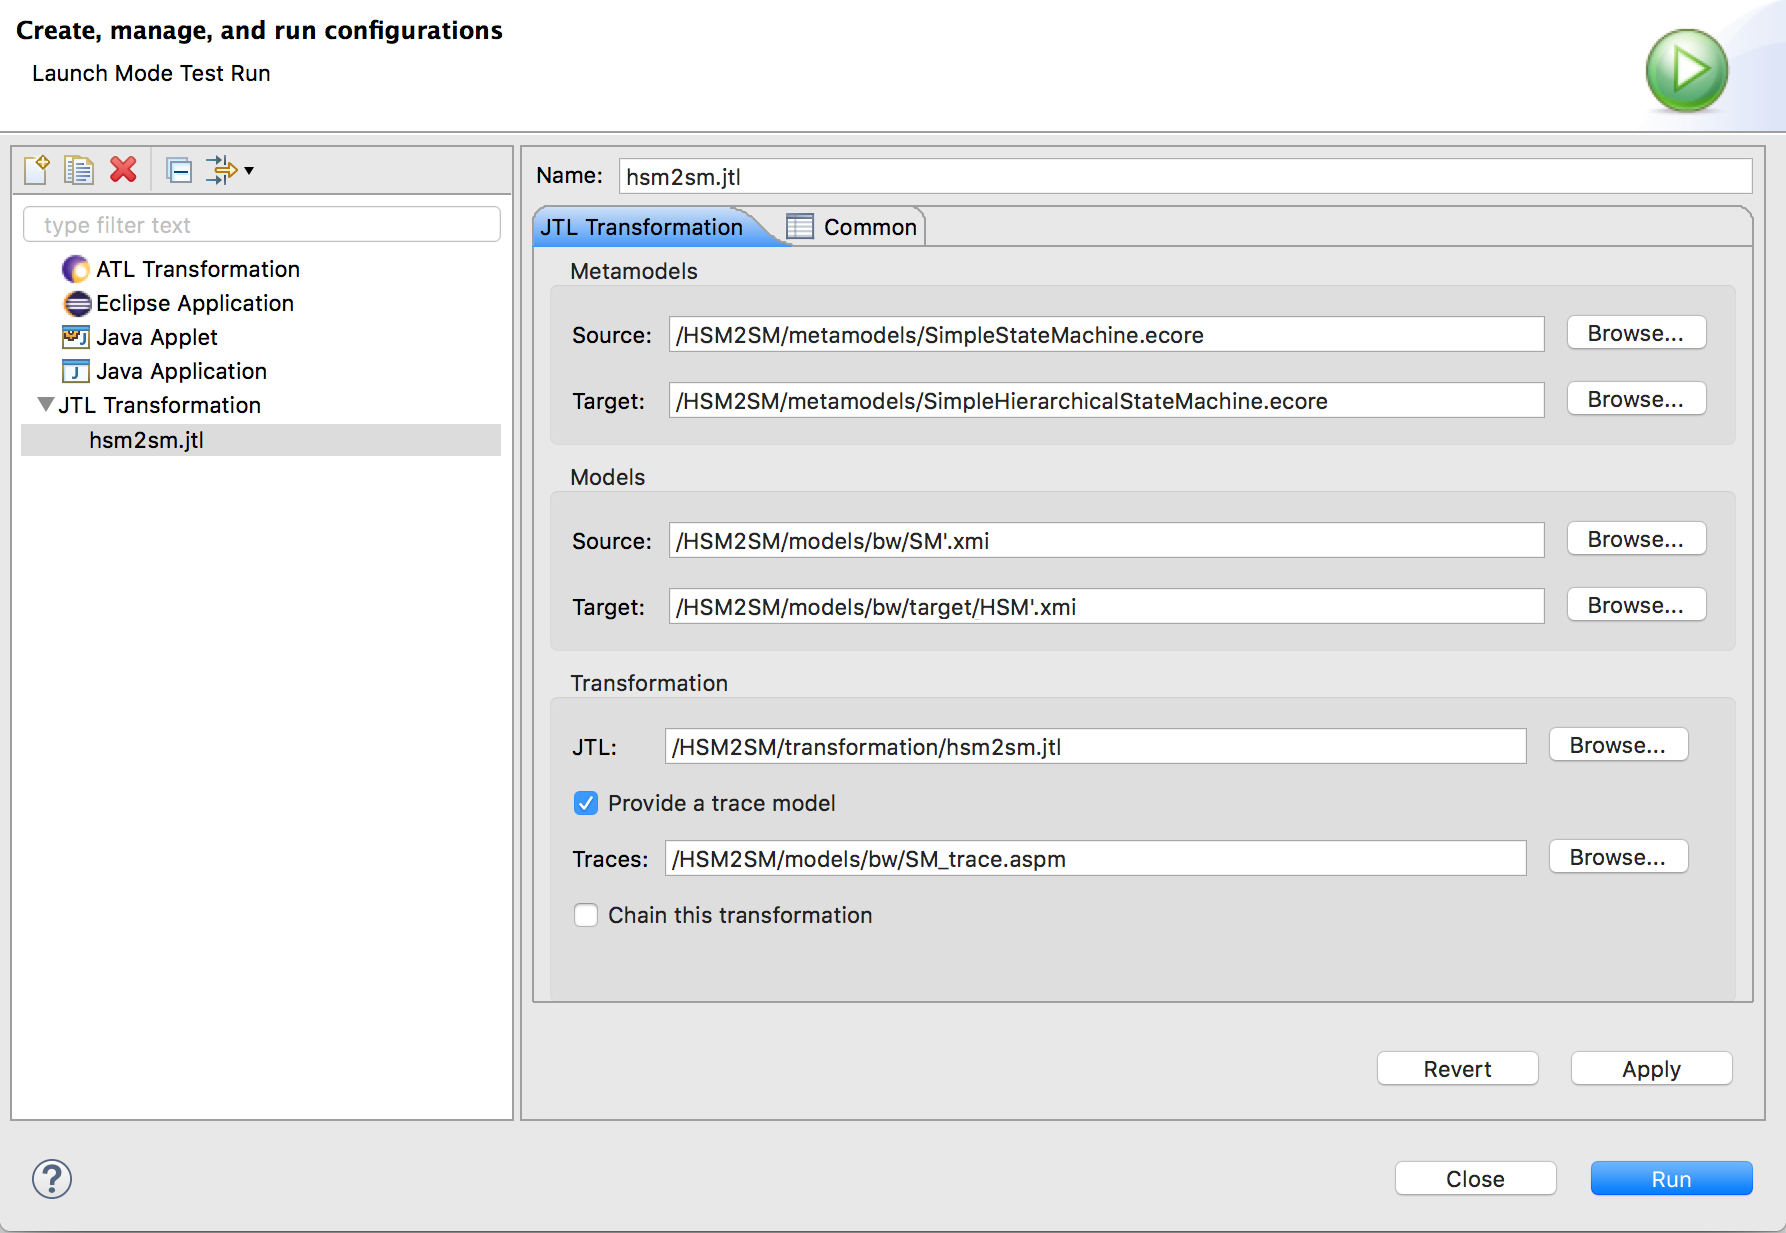 Create, manage, and run configurations
Launch Mode Test Run
type filter text
ATL Transformation
Eclipse Application
Java Applet
Java Application
JTL Transformation
hsm2sm.jtl
Name: hsm2sm.jtl
JTL Transformation Common
Metamodels
Source: /HSM2SM/metamodels/SimpleStateMachine.ecore Browse...
Target: /HSM2SM/metamodels/SimpleHierarchicalStateMachine.ecore Browse...
Models
Source: /HSM2SM/models/bw/SM'.xmi Browse...
Target: /HSM2SM/models/bw/target/HSM'.xmi Browse...
Transformation
JTL: /HSM2SM/transformation/hsm2sm.jtl Browse...
Provide a trace model
Traces: /HSM2SM/models/bw/SM_trace.aspm Browse...
Chain this transformation
Revert Apply
? Close Run